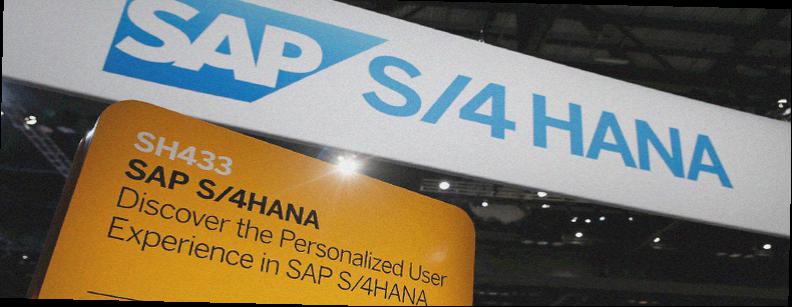 SAP S/4 HANA
SH433
SAP S/4HANA
Discover the Personalized User
Experience in SAP S/4HANA